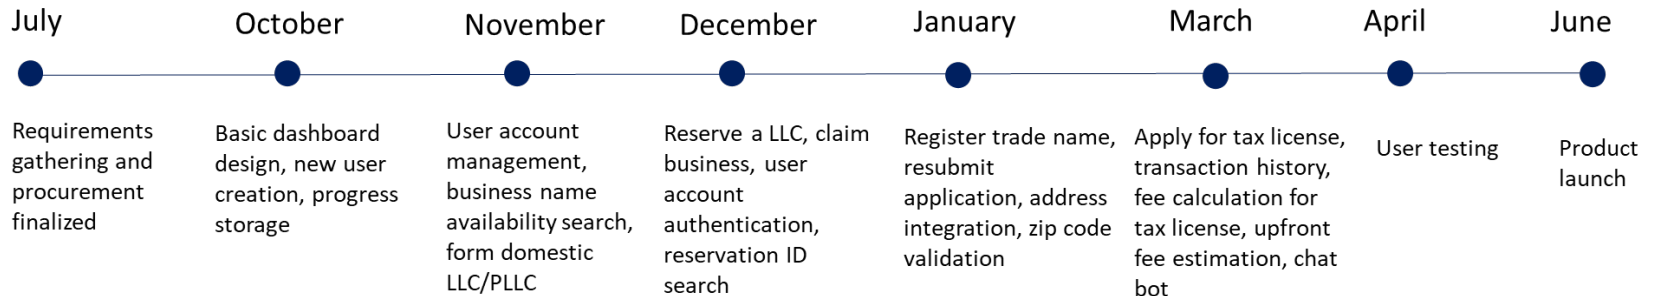 July
October
November
December
January
March
April
June
Requirements
gathering and
procurement
finalized
Basic dashboard
design, new user
creation, progress
storage
User account
management,
business name
availability search,
form domestic
LLC/PLLC
Reserve a LLC, claim
business, user
account
authentication,
reservation ID
search
Register trade name,
resubmit
application, address
integration, zip code
validation
Apply for tax license,
transaction history,
fee calculation for
tax license, upfront
fee estimation, chat
bot
User testing
Product
launch